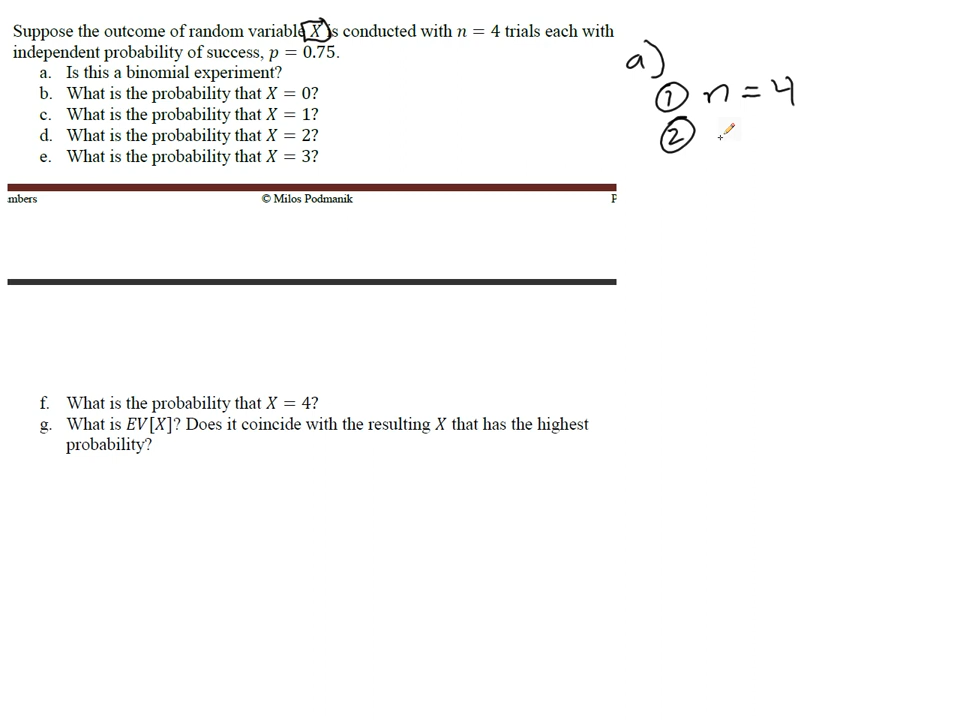 Suppose the outcome of random variable X is conducted with n = 4 trials each with
independent probability of success, p = 0.75.
a. Is this a binomial experiment?
b. What is the probability that X = 0?
c. What is the probability that X = 1?
d. What is the probability that X = 2?
e. What is the probability that X = 3?
mbers © Milos Podmanik P
f. What is the probability that X = 4?
g. What is EV[X]? Does it coincide with the resulting X that has the highest
probability?
a)
① n = 4
②